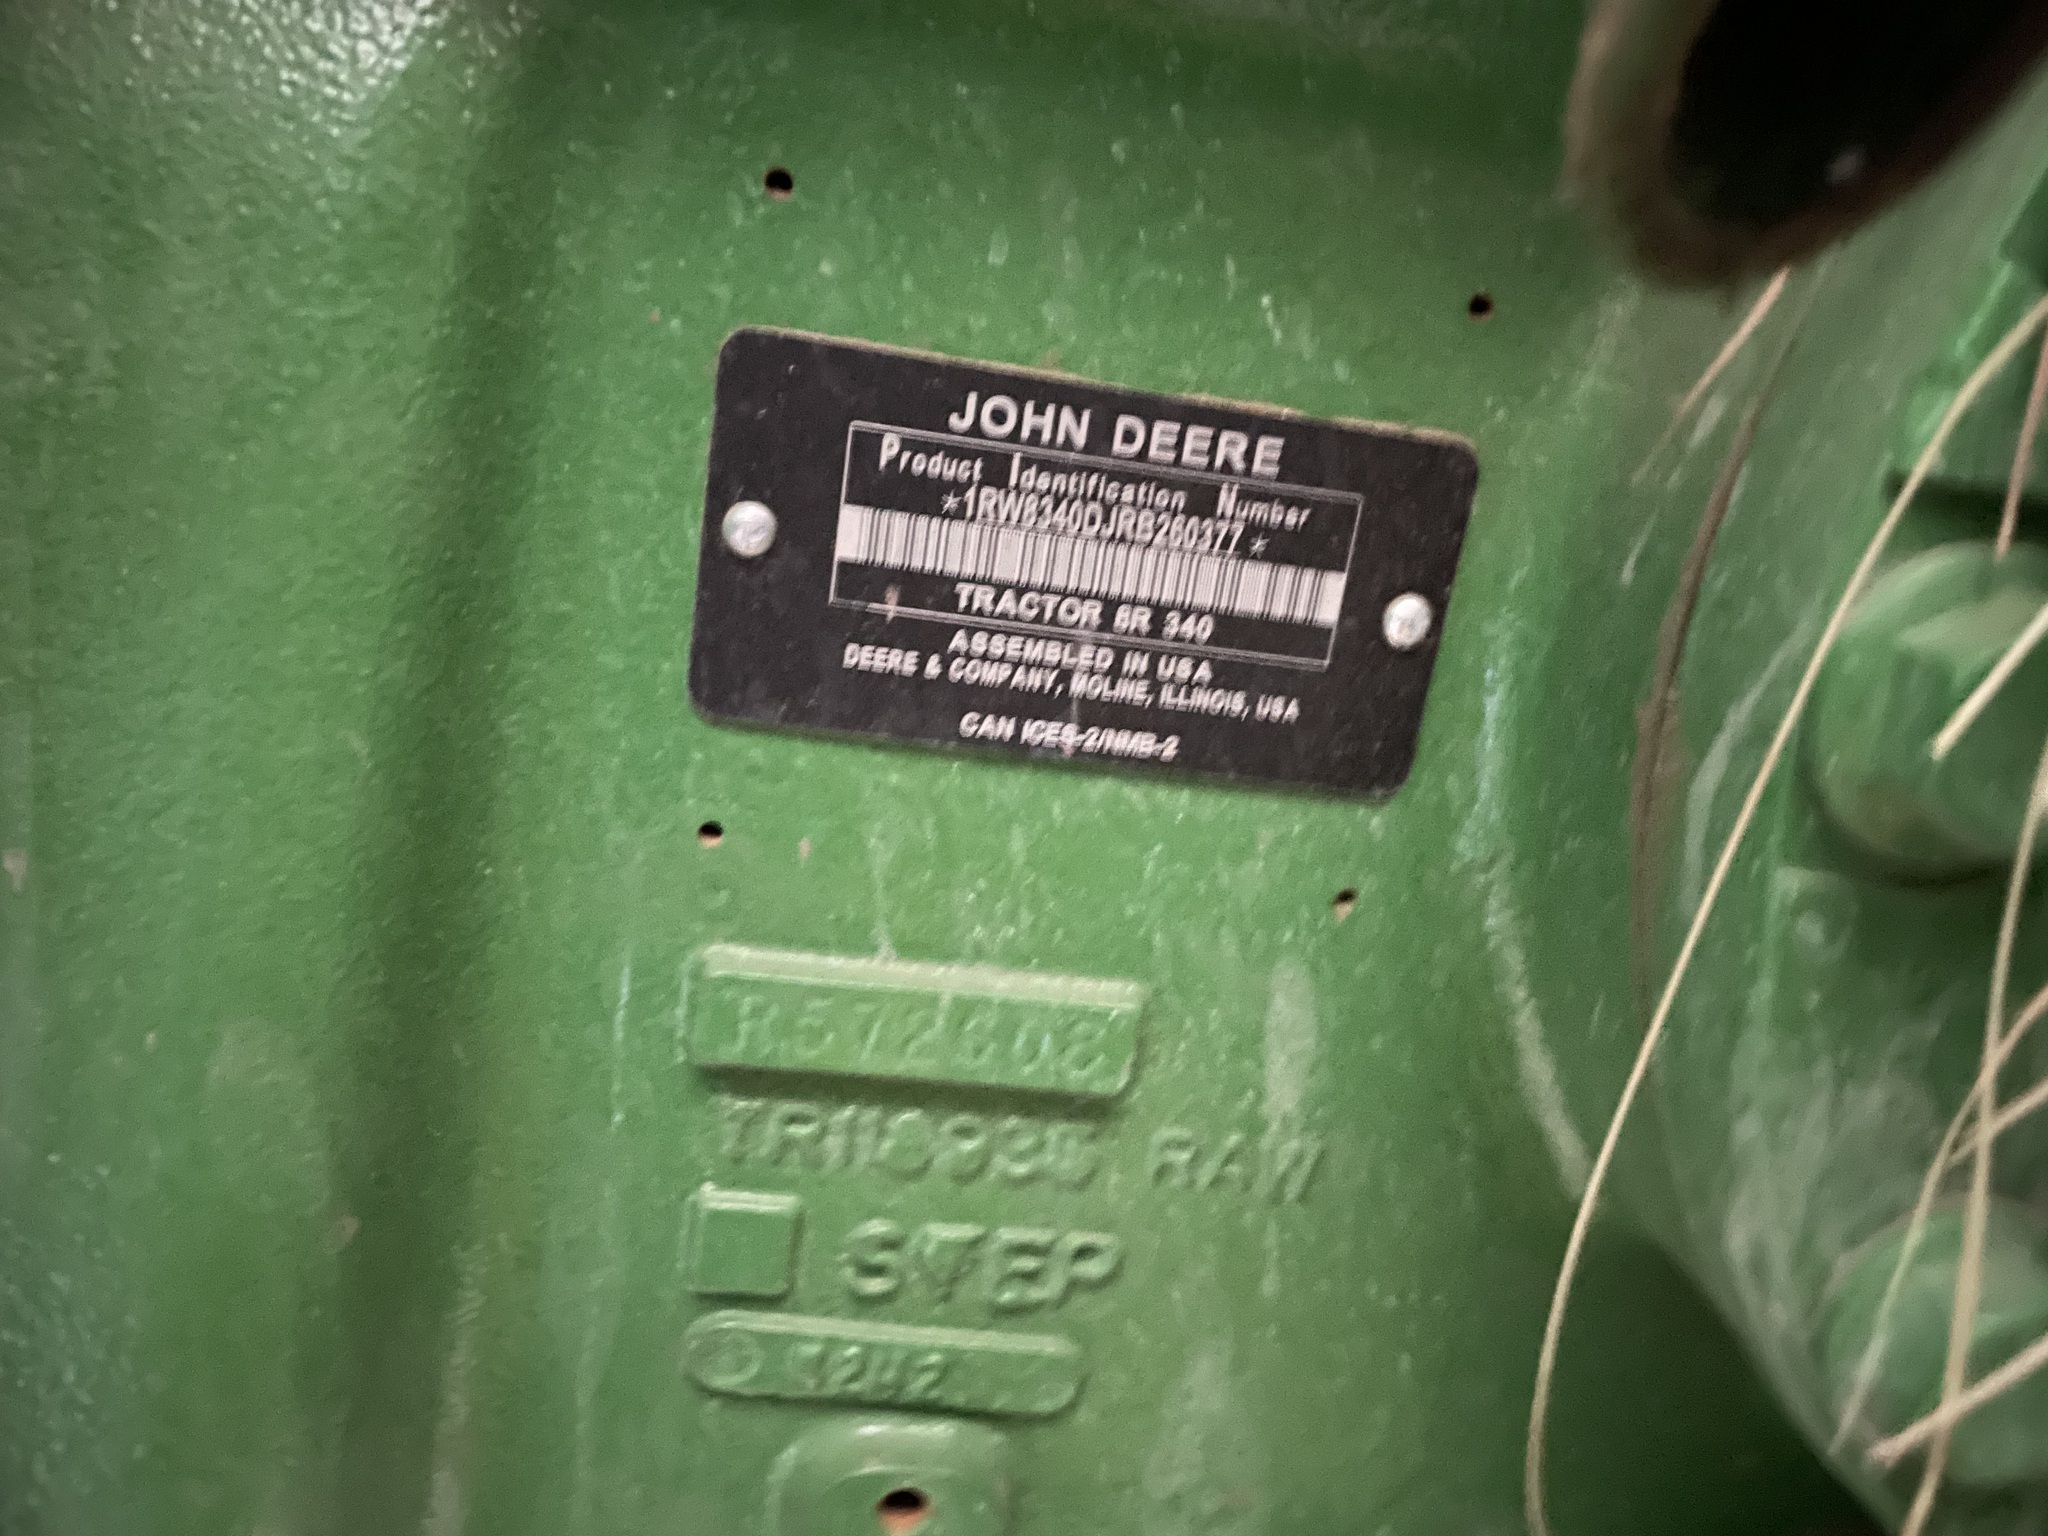 JOHN DEERE
Product Identification Number
*1RW8340DJRB260377*
TRACTOR 8R 340
ASSEMBLED IN USA
DEERE & COMPANY, MOLINE, ILLINOIS, USA
CAN ICES-2/NMB-2
RAW
STEP